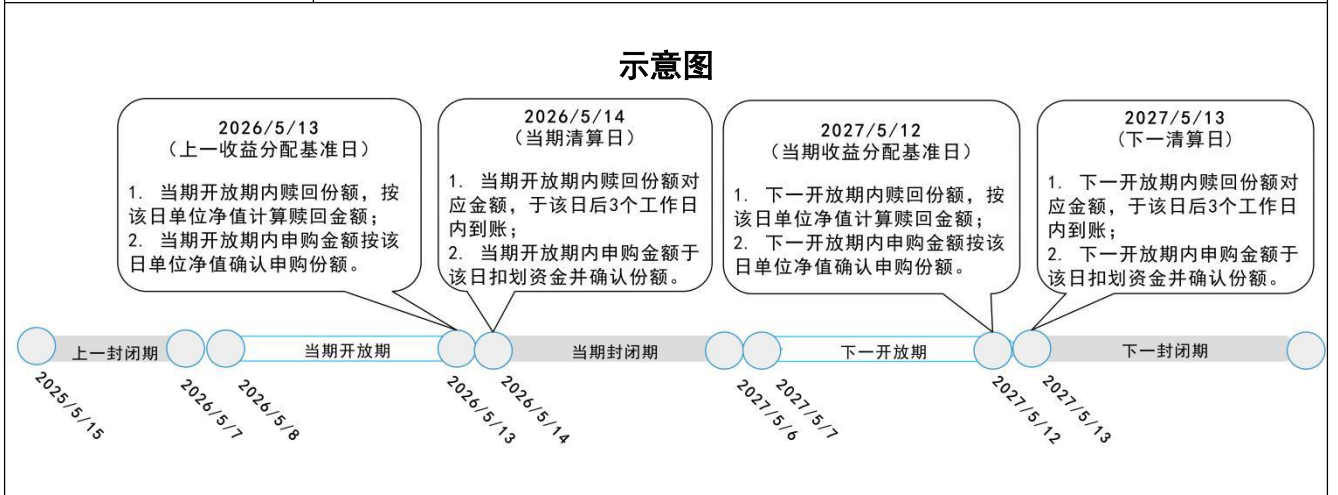 示意图
2026/5/13
（上一收益分配基准日）
1. 当期开放期内赎回份额，按
该日单位净值计算赎回金额；
2. 当期开放期内申购金额按该
日单位净值确认申购份额。
2026/5/14
（当期清算日）
1. 当期开放期内赎回份额对
应金额，于该日后3个工作日
内到账；
2. 当期开放期内申购金额于
该日扣划资金并确认份额。
2027/5/12
（当期收益分配基准日）
1. 下一开放期内赎回份额，按
该日单位净值计算赎回金额；
2. 下一开放期内申购金额按该
日单位净值确认申购份额。
2027/5/13
（下一清算日）
1. 下一开放期内赎回份额对
应金额，于该日后3个工作日
内到账；
2. 下一开放期内申购金额于
该日扣划资金并确认份额。
上一封闭期
当期开放期
当期封闭期
下一开放期
下一封闭期
2025/5/15
2026/5/7
2026/5/8
2026/5/13
2026/5/14
2027/5/6
2027/5/7
2027/5/12
2027/5/13